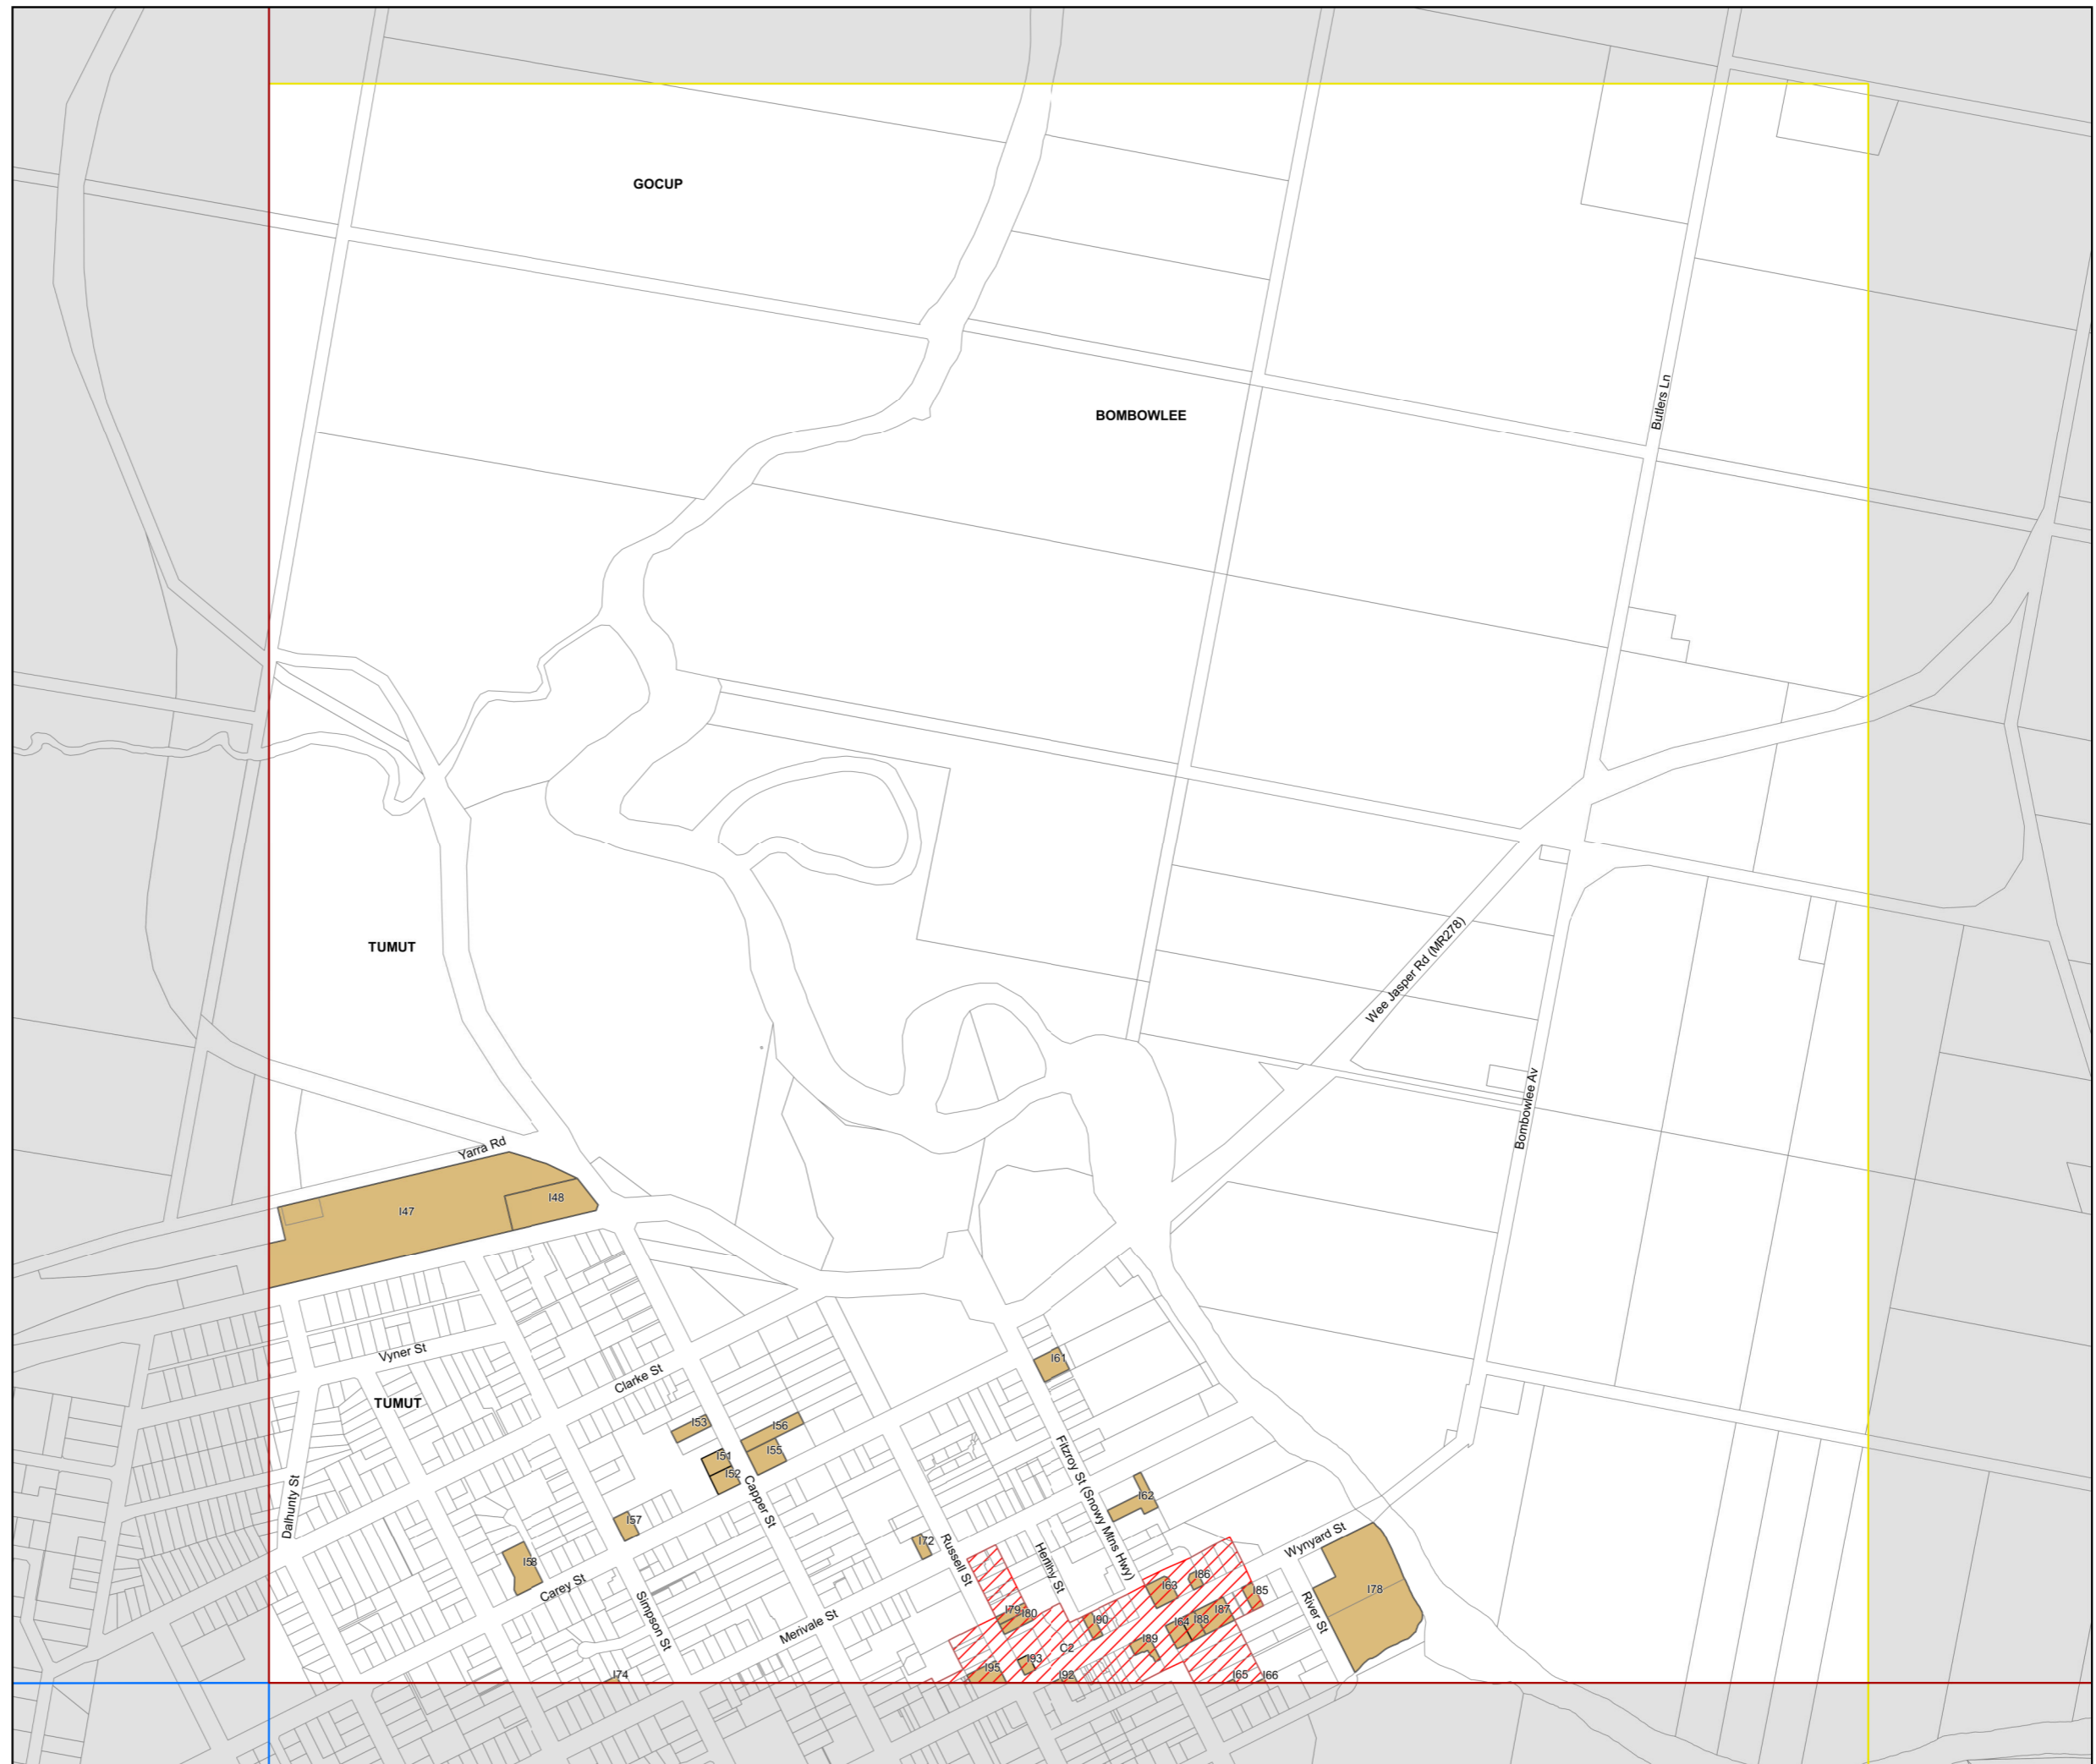 GOCUP
BOMBOWLEE
Butlers Ln
TUMUT
Wee Jasper Rd (MR278)
Bombowlee Av
Yarra Rd
I48
I47
Vyner St
I61
Clarke St
TUMUT
I53
I56
I55
I51
I52
Fitzroy St (Snowy Mtns Hwy)
Capper St
Dalhunty St
I62
I57
I72
Wynyard St
Russell St
Herlihy St
I58
Carey St
I86
I63
I78
I85
I79
I80
I87
I88
I90
I64
River St
Simpson St
Merivale St
I89
C2
I93
I95
I92
I65
I66
I74